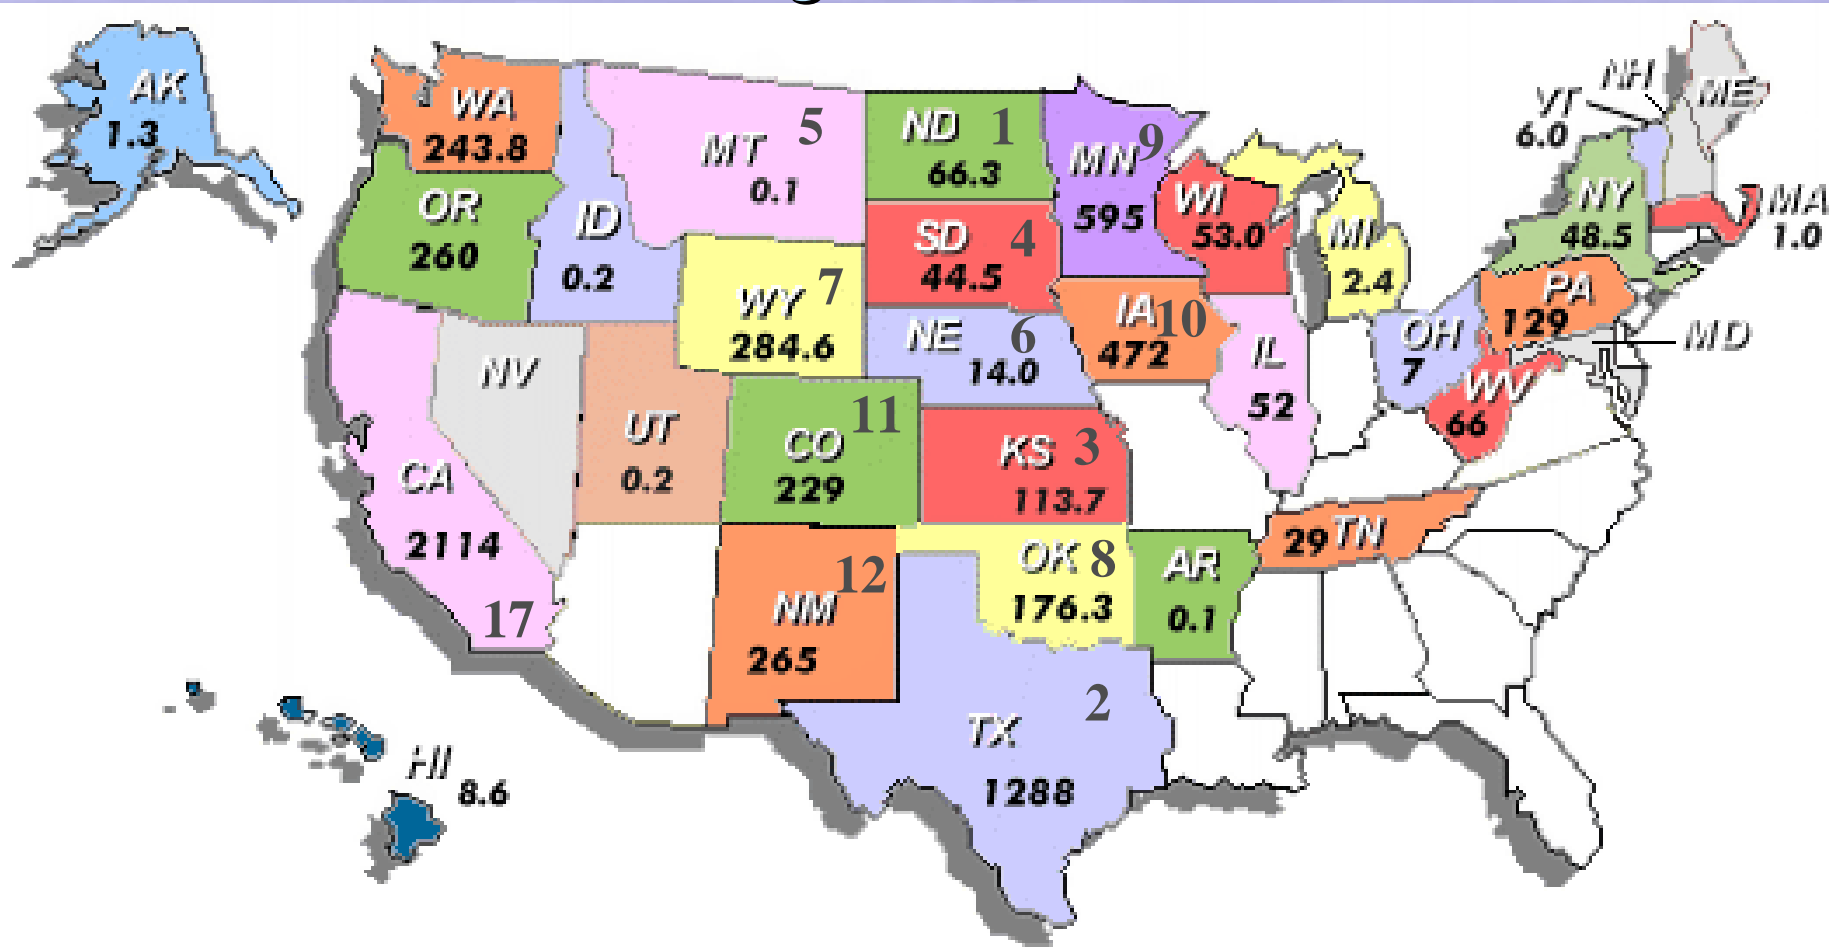 AK
1.3
WA
243.8
MT 5
0.1
ND 1
66.3
MN 9
595
WI
53.0
MI
2.4
VT
6.0
NH
ME
NY
48.5
MA
1.0
OR
260
ID
0.2
WY 7
284.6
SD 4
44.5
NE 6
14.0
IA 10
472
IL
52
OH
7
PA
129
MD
WV
66
NV
UT
0.2
CO 11
229
KS 3
113.7
CA
2114
17
NM 12
265
OK 8
176.3
AR
0.1
29 TN
TX 2
1288
HI
8.6